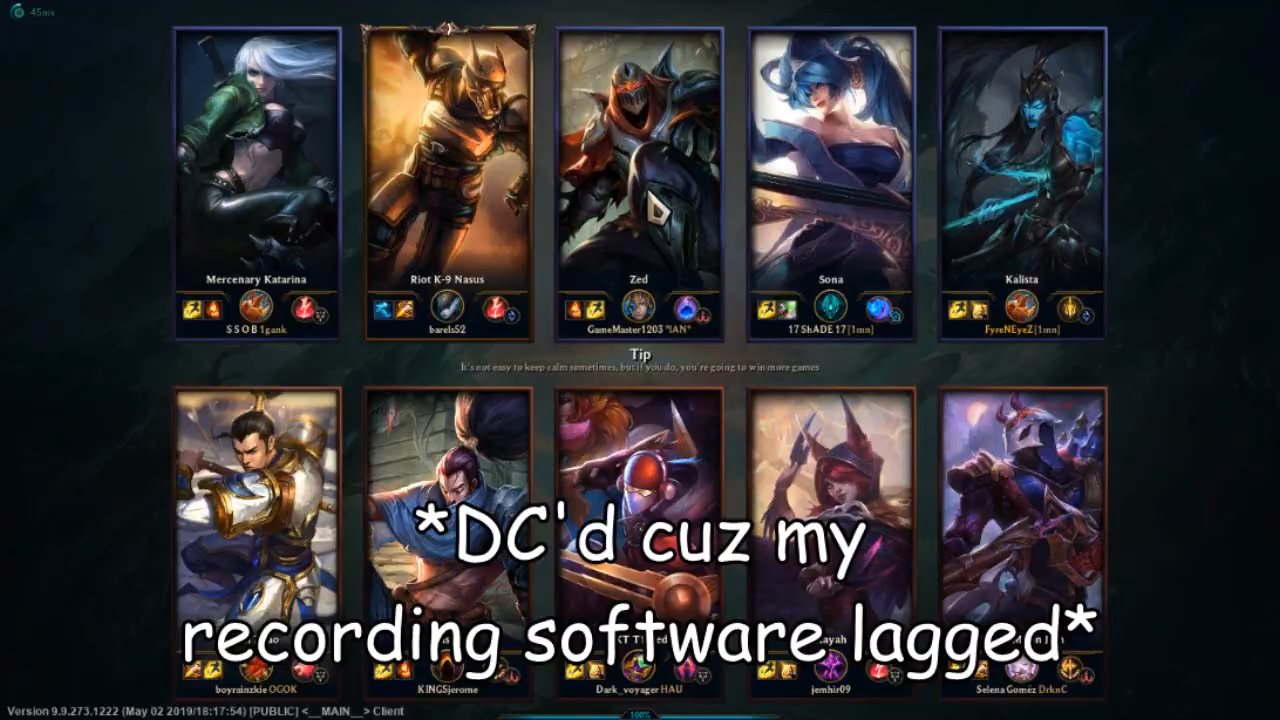 45ms
Mercenary Katarina
Riot K-9 Nasus
Zed
Sona
Kalista
S S O B 1gank
barels52
GameMaster1203 "IAN"
17 ShADE 17 [1mn]
FyreNEyeZ [1mn]
Tip
It's not easy to keep calm sometimes, but if you do, you're going to win more games
*DC'd cuz my
recording software lagged*
boyrainzkie OGOK
KINGSjerome
Dark_voyager HAU
jemhir09
Selena Gomez DrknC
Version 9.9.273.1222 (May 02 2019/18:17:54) [PUBLIC] <__MAIN__> Client
100%